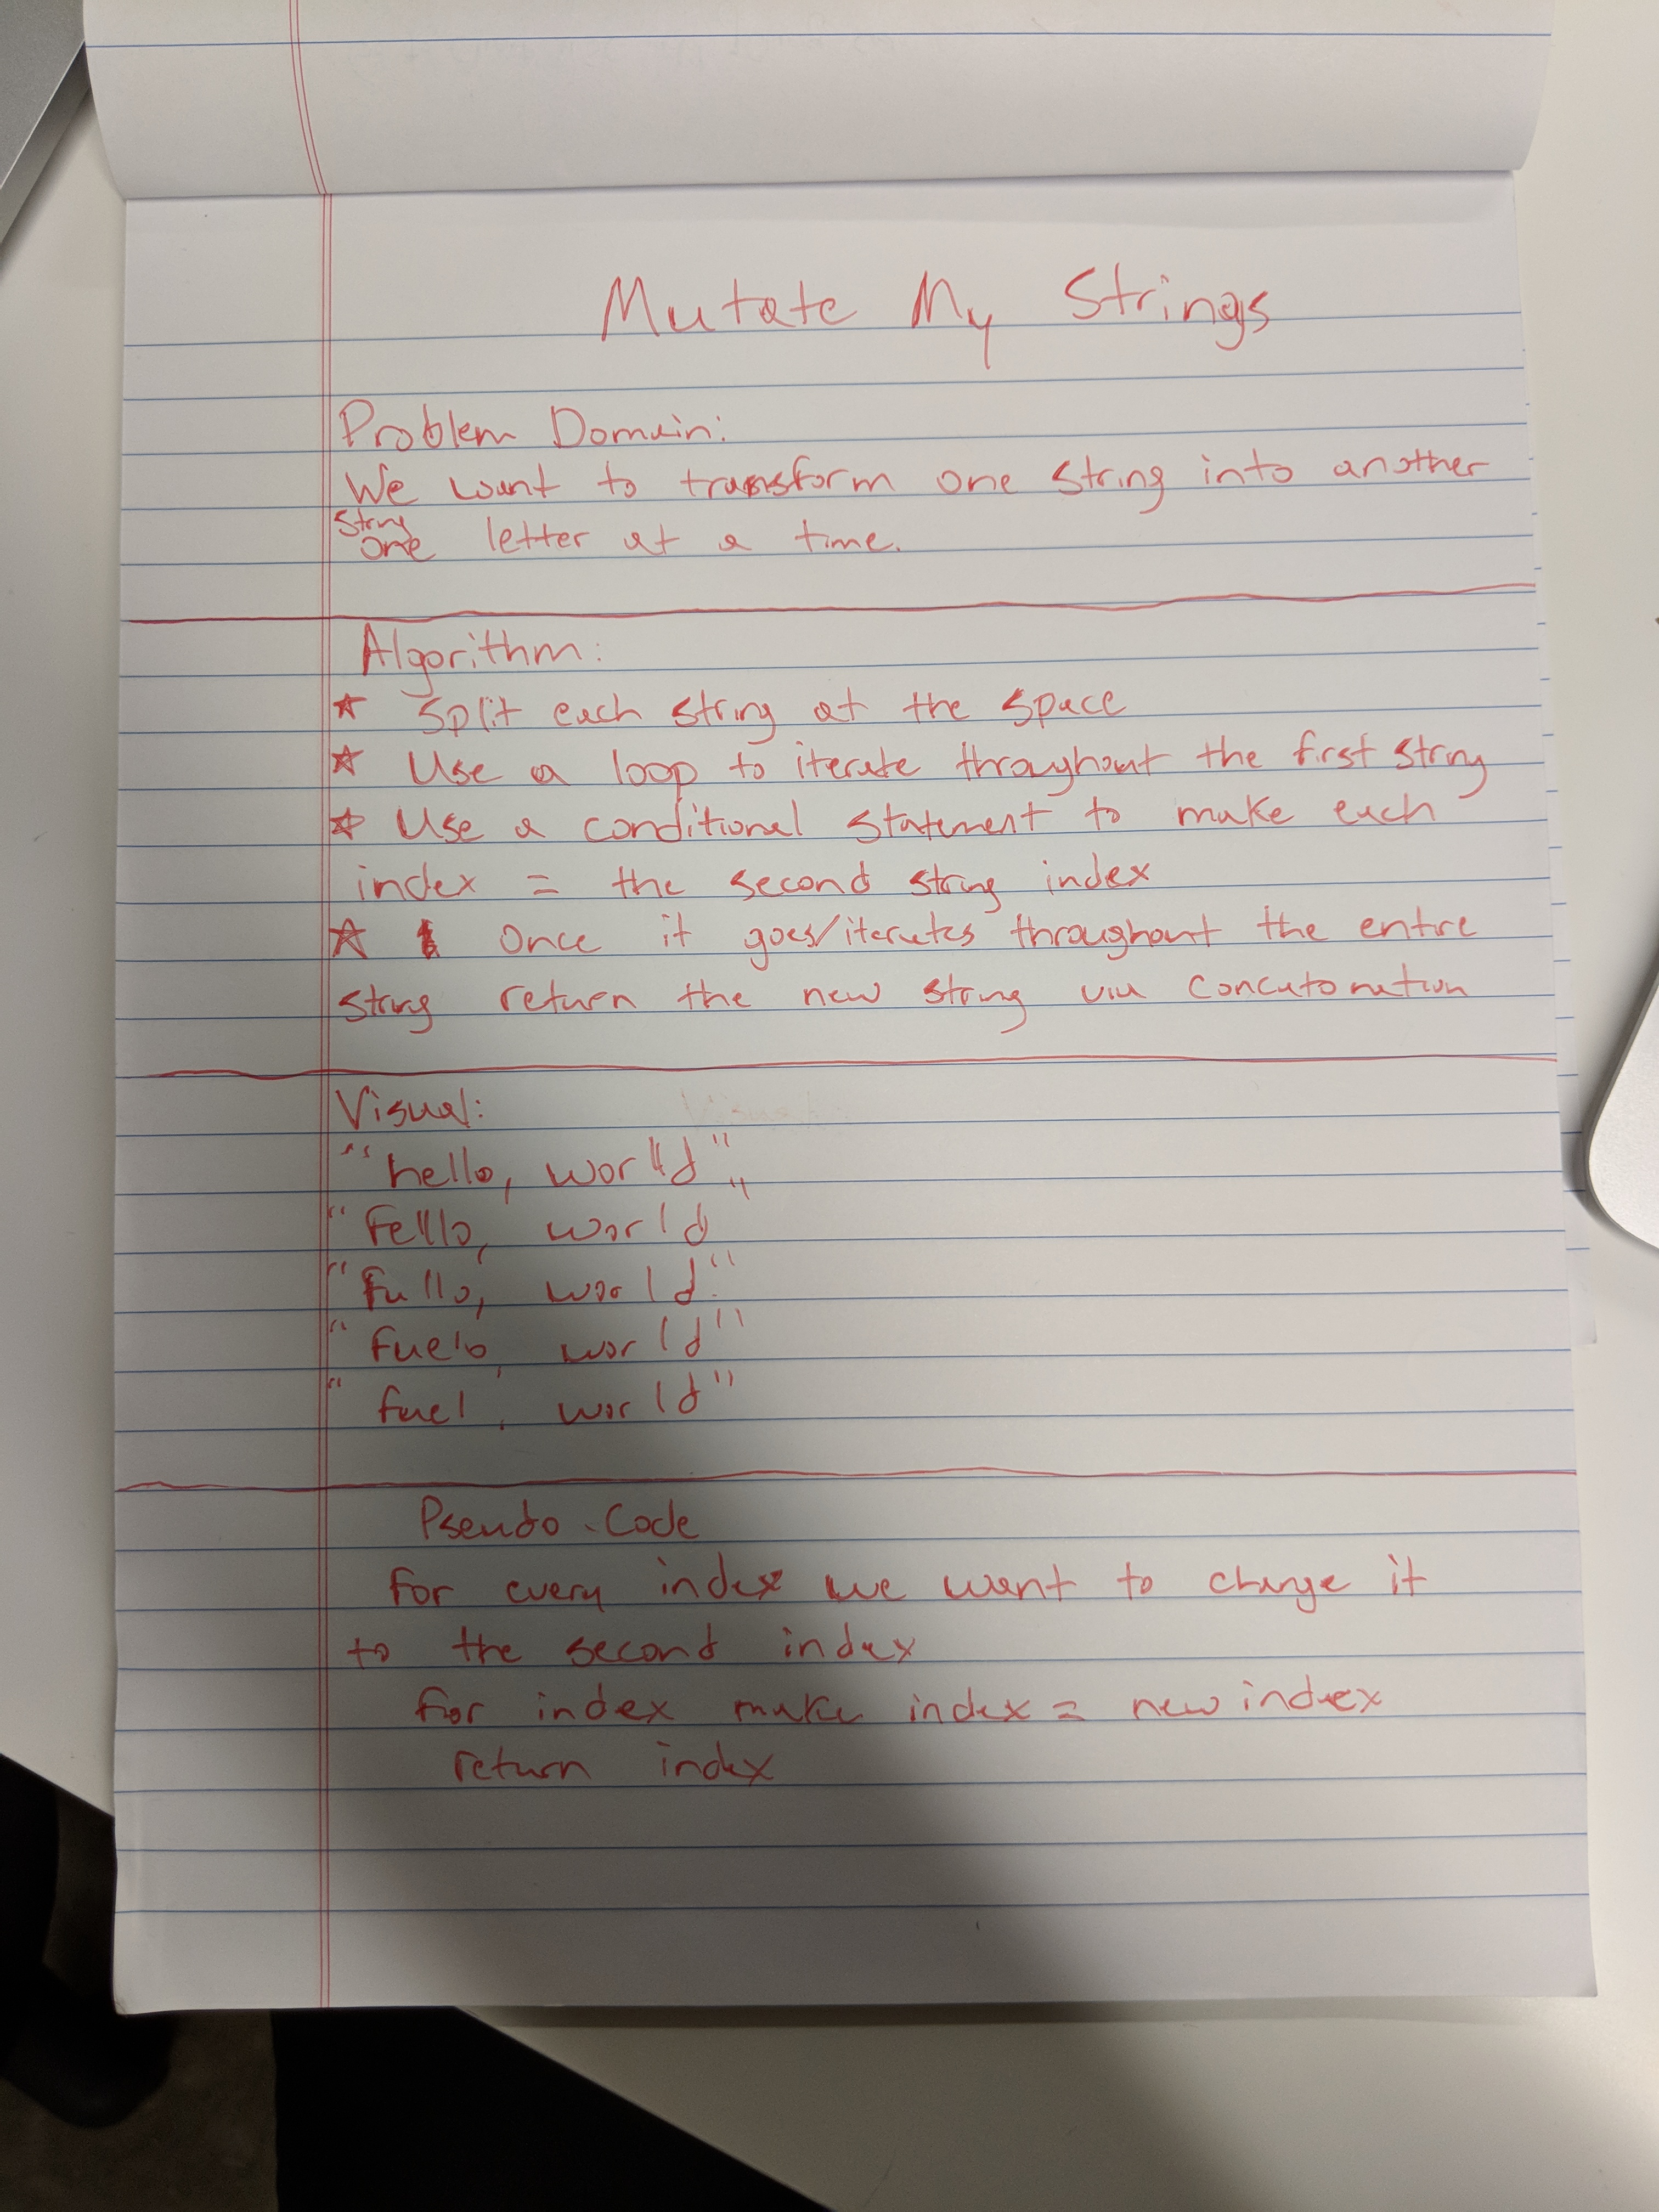 Mutate My Strings
Problem Domain:
We want to transform one string into another
string
one letter at a time.
Algorithm:
☆ Split each string at the space
☆ Use a loop to iterate throughout the first string
☆ Use a conditional statement to make each
index = the second string index
☆ Once it goes/iterates throughout the entire
string return the new string via concatonation
Visual:
"hello, world"
"fello, world"
"fullo, world"
"fuelo, world"
"fuel, world"
Pseudo-Code
for every index we want to change it
to the second index
for index make index = new index
return index